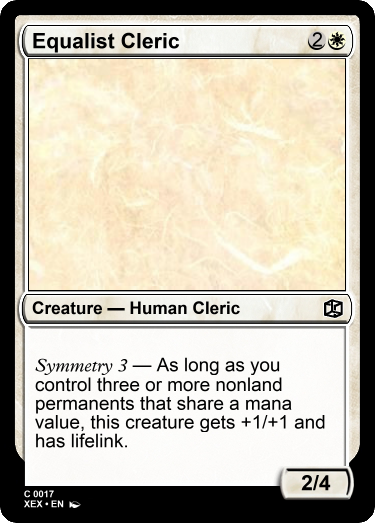 Equalist Cleric 2
Creature — Human Cleric
Symmetry 3 — As long as you
control three or more nonland
permanents that share a mana
value, this creature gets +1/+1 and
has lifelink.
2/4
C 0017
XEX • EN